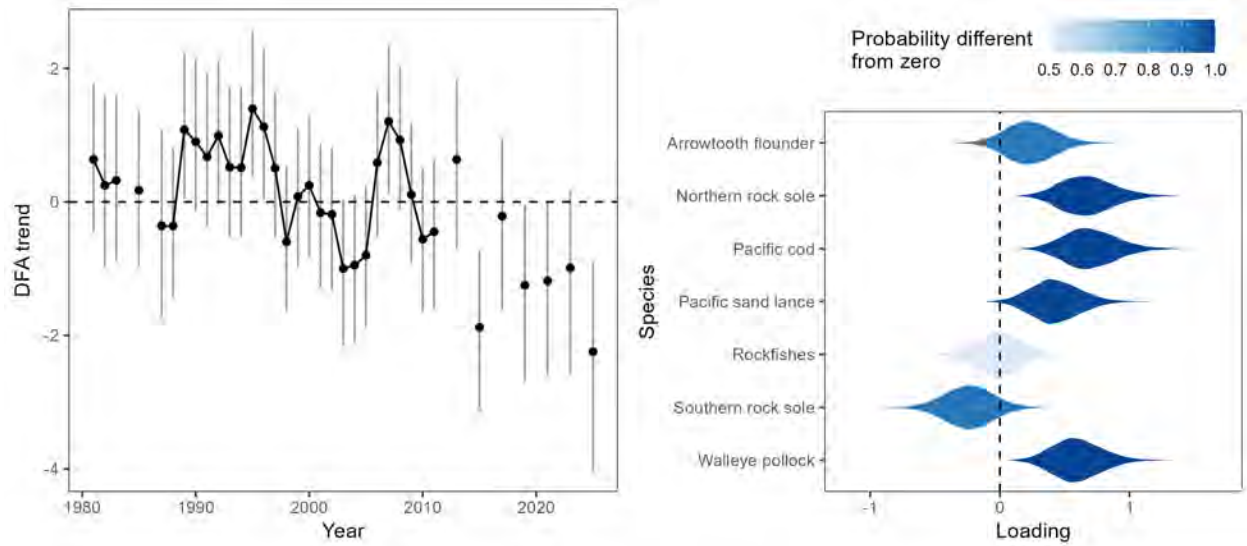 2
0
-2
-4
DFA trend
1980
1990
2000
2010
2020
Year
Probability different
from zero
0.5 0.6 0.7 0.8 0.9 1.0
Species
Arrowtooth flounder
Northern rock sole
Pacific cod
Pacific sand lance
Rockfishes
Southern rock sole
Walleye pollock
-1
0
1
Loading